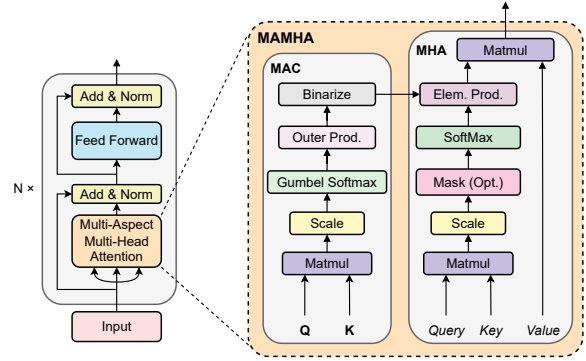 Add & Norm
Feed Forward
N ×
Add & Norm
Multi-Aspect
Multi-Head
Attention
Input
MAMHA
MAC
Binarize
Outer Prod.
Gumbel Softmax
Scale
Matmul
Q
K
MHA
Matmul
Elem. Prod.
SoftMax
Mask (Opt.)
Scale
Matmul
Query
Key
Value